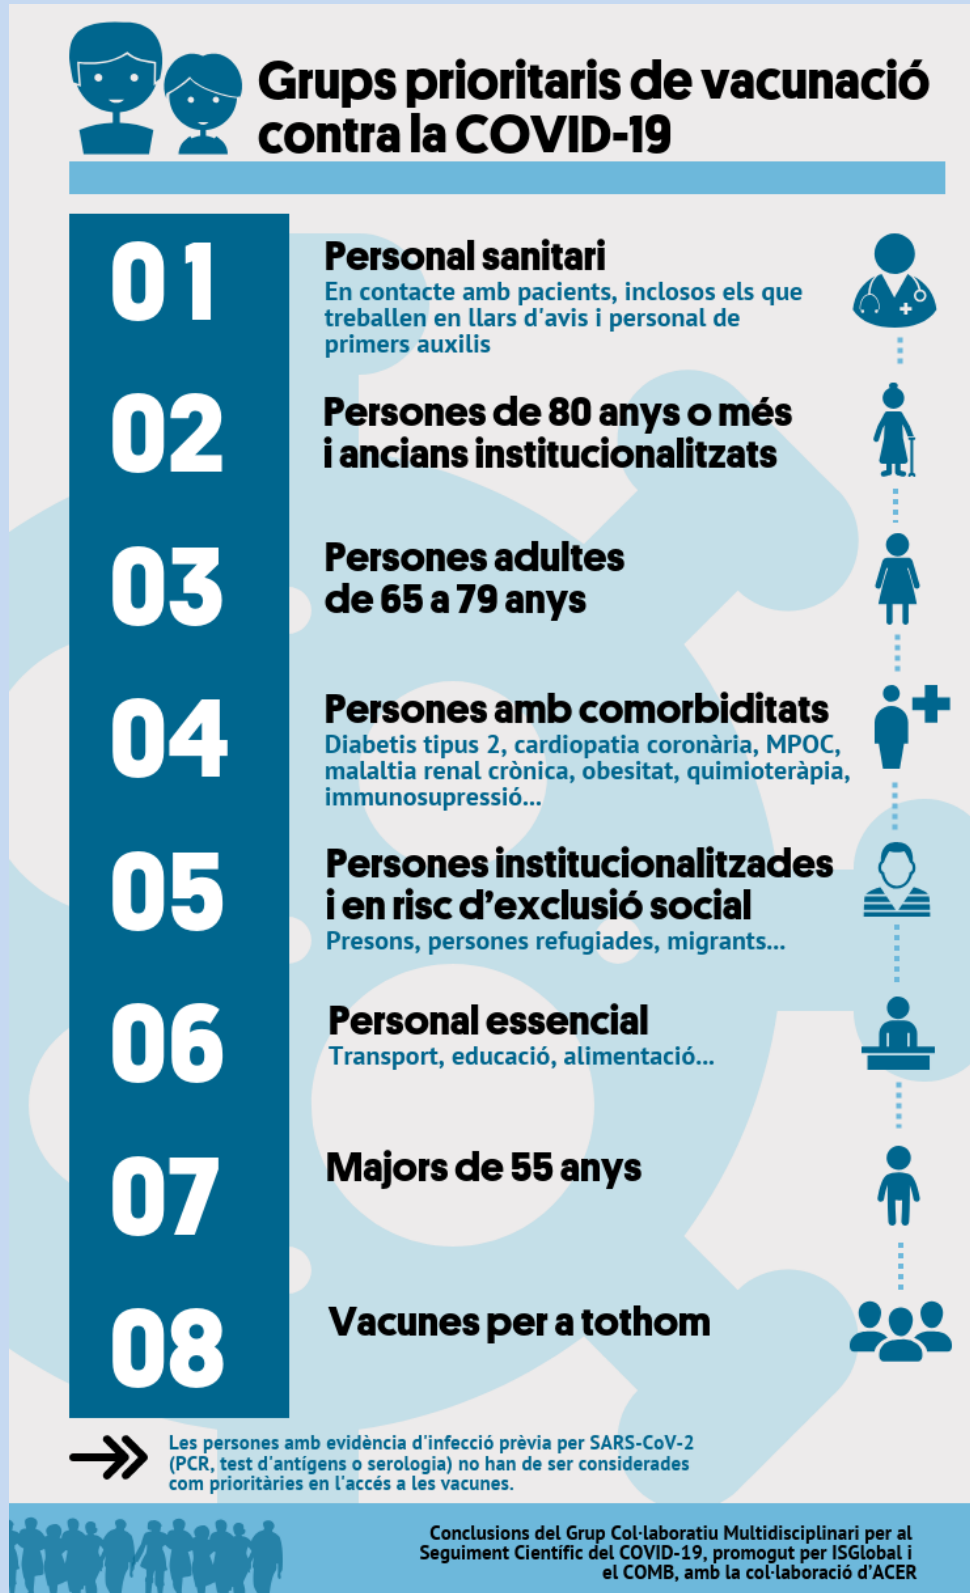 Grups prioritaris de vacunació
contra la COVID-19
01
Personal sanitari
En contacte amb pacients, inclosos els que
treballen en llars d'avis i personal de
primers auxilis
02
Persones de 80 anys o més
i ancians institucionalitzats
03
Persones adultes
de 65 a 79 anys
04
Persones amb comorbiditats
Diabetis tipus 2, cardiopatia coronària, MPOC,
malaltia renal crònica, obesitat, quimioteràpia,
immunosupressió...
05
Persones institucionalitzades
i en risc d’exclusió social
Presons, persones refugiades, migrants...
06
Personal essencial
Transport, educació, alimentació...
07
Majors de 55 anys
08
Vacunes per a tothom
Les persones amb evidència d'infecció prèvia per SARS-CoV-2
(PCR, test d'antígens o serologia) no han de ser considerades
com prioritàries en l'accés a les vacunes.
Conclusions del Grup Col·laboratiu Multidisciplinari per al
Seguiment Científic del COVID-19, promogut per ISGlobal i
el COMB, amb la col·laboració d’ACER